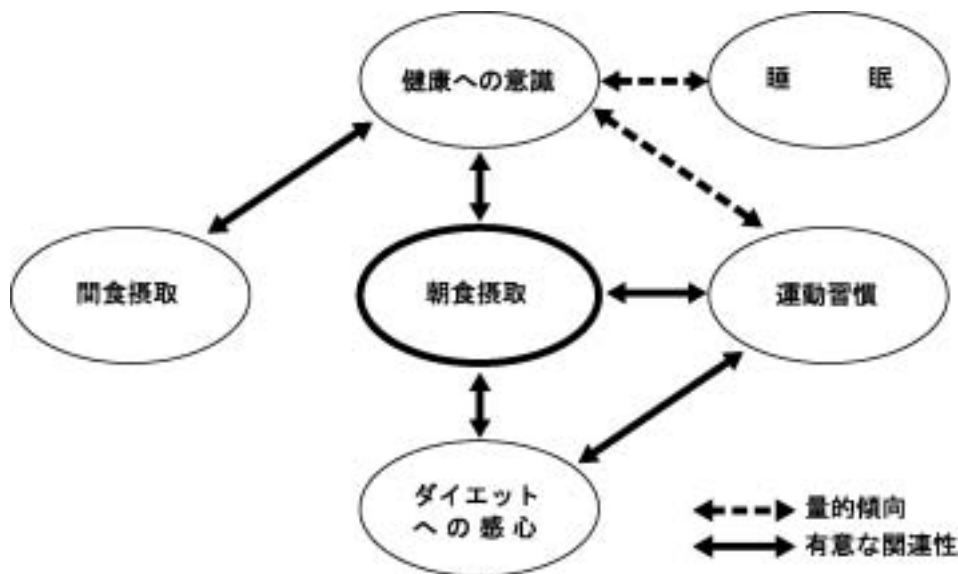 健康への意識
睡 眠
間食摂取
朝食摂取
運動習慣
ダイエット
への感心
量的傾向
有意な関連性